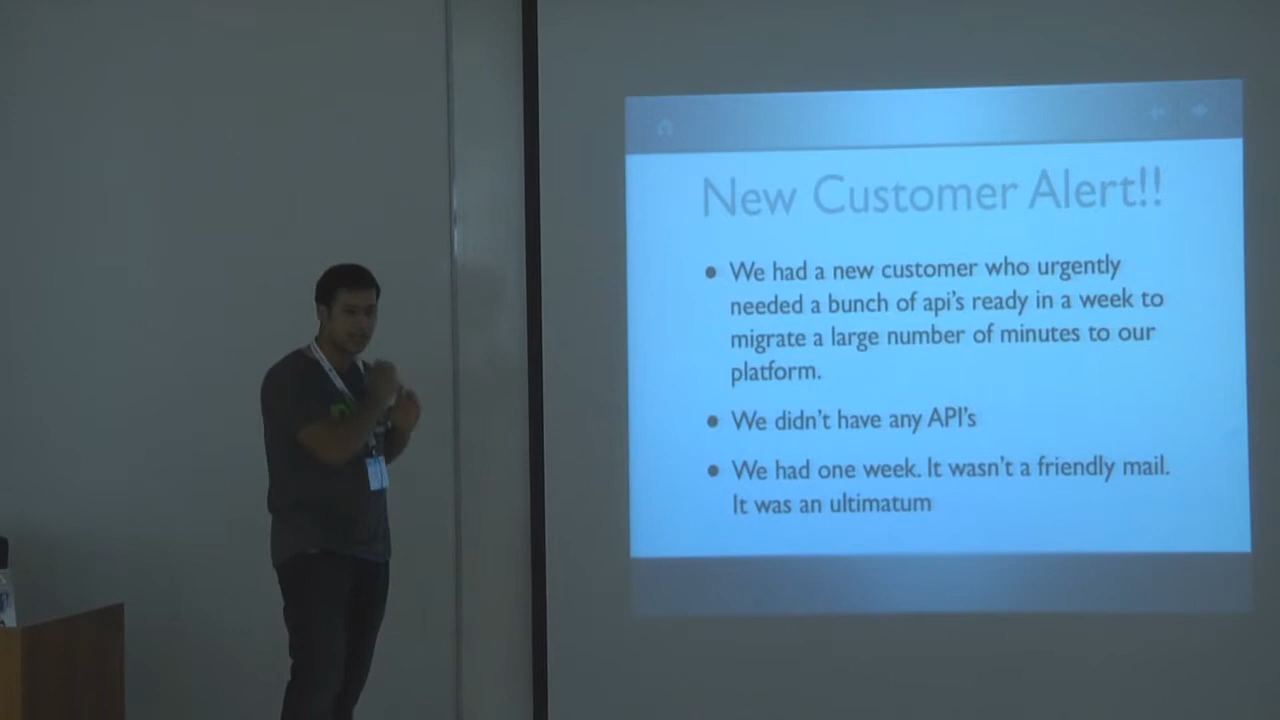 New Customer Alert!!
• We had a new customer who urgently
needed a bunch of api's ready in a week to
migrate a large number of minutes to our
platform.
• We didn't have any API's
• We had one week. It wasn't a friendly mail.
It was an ultimatum